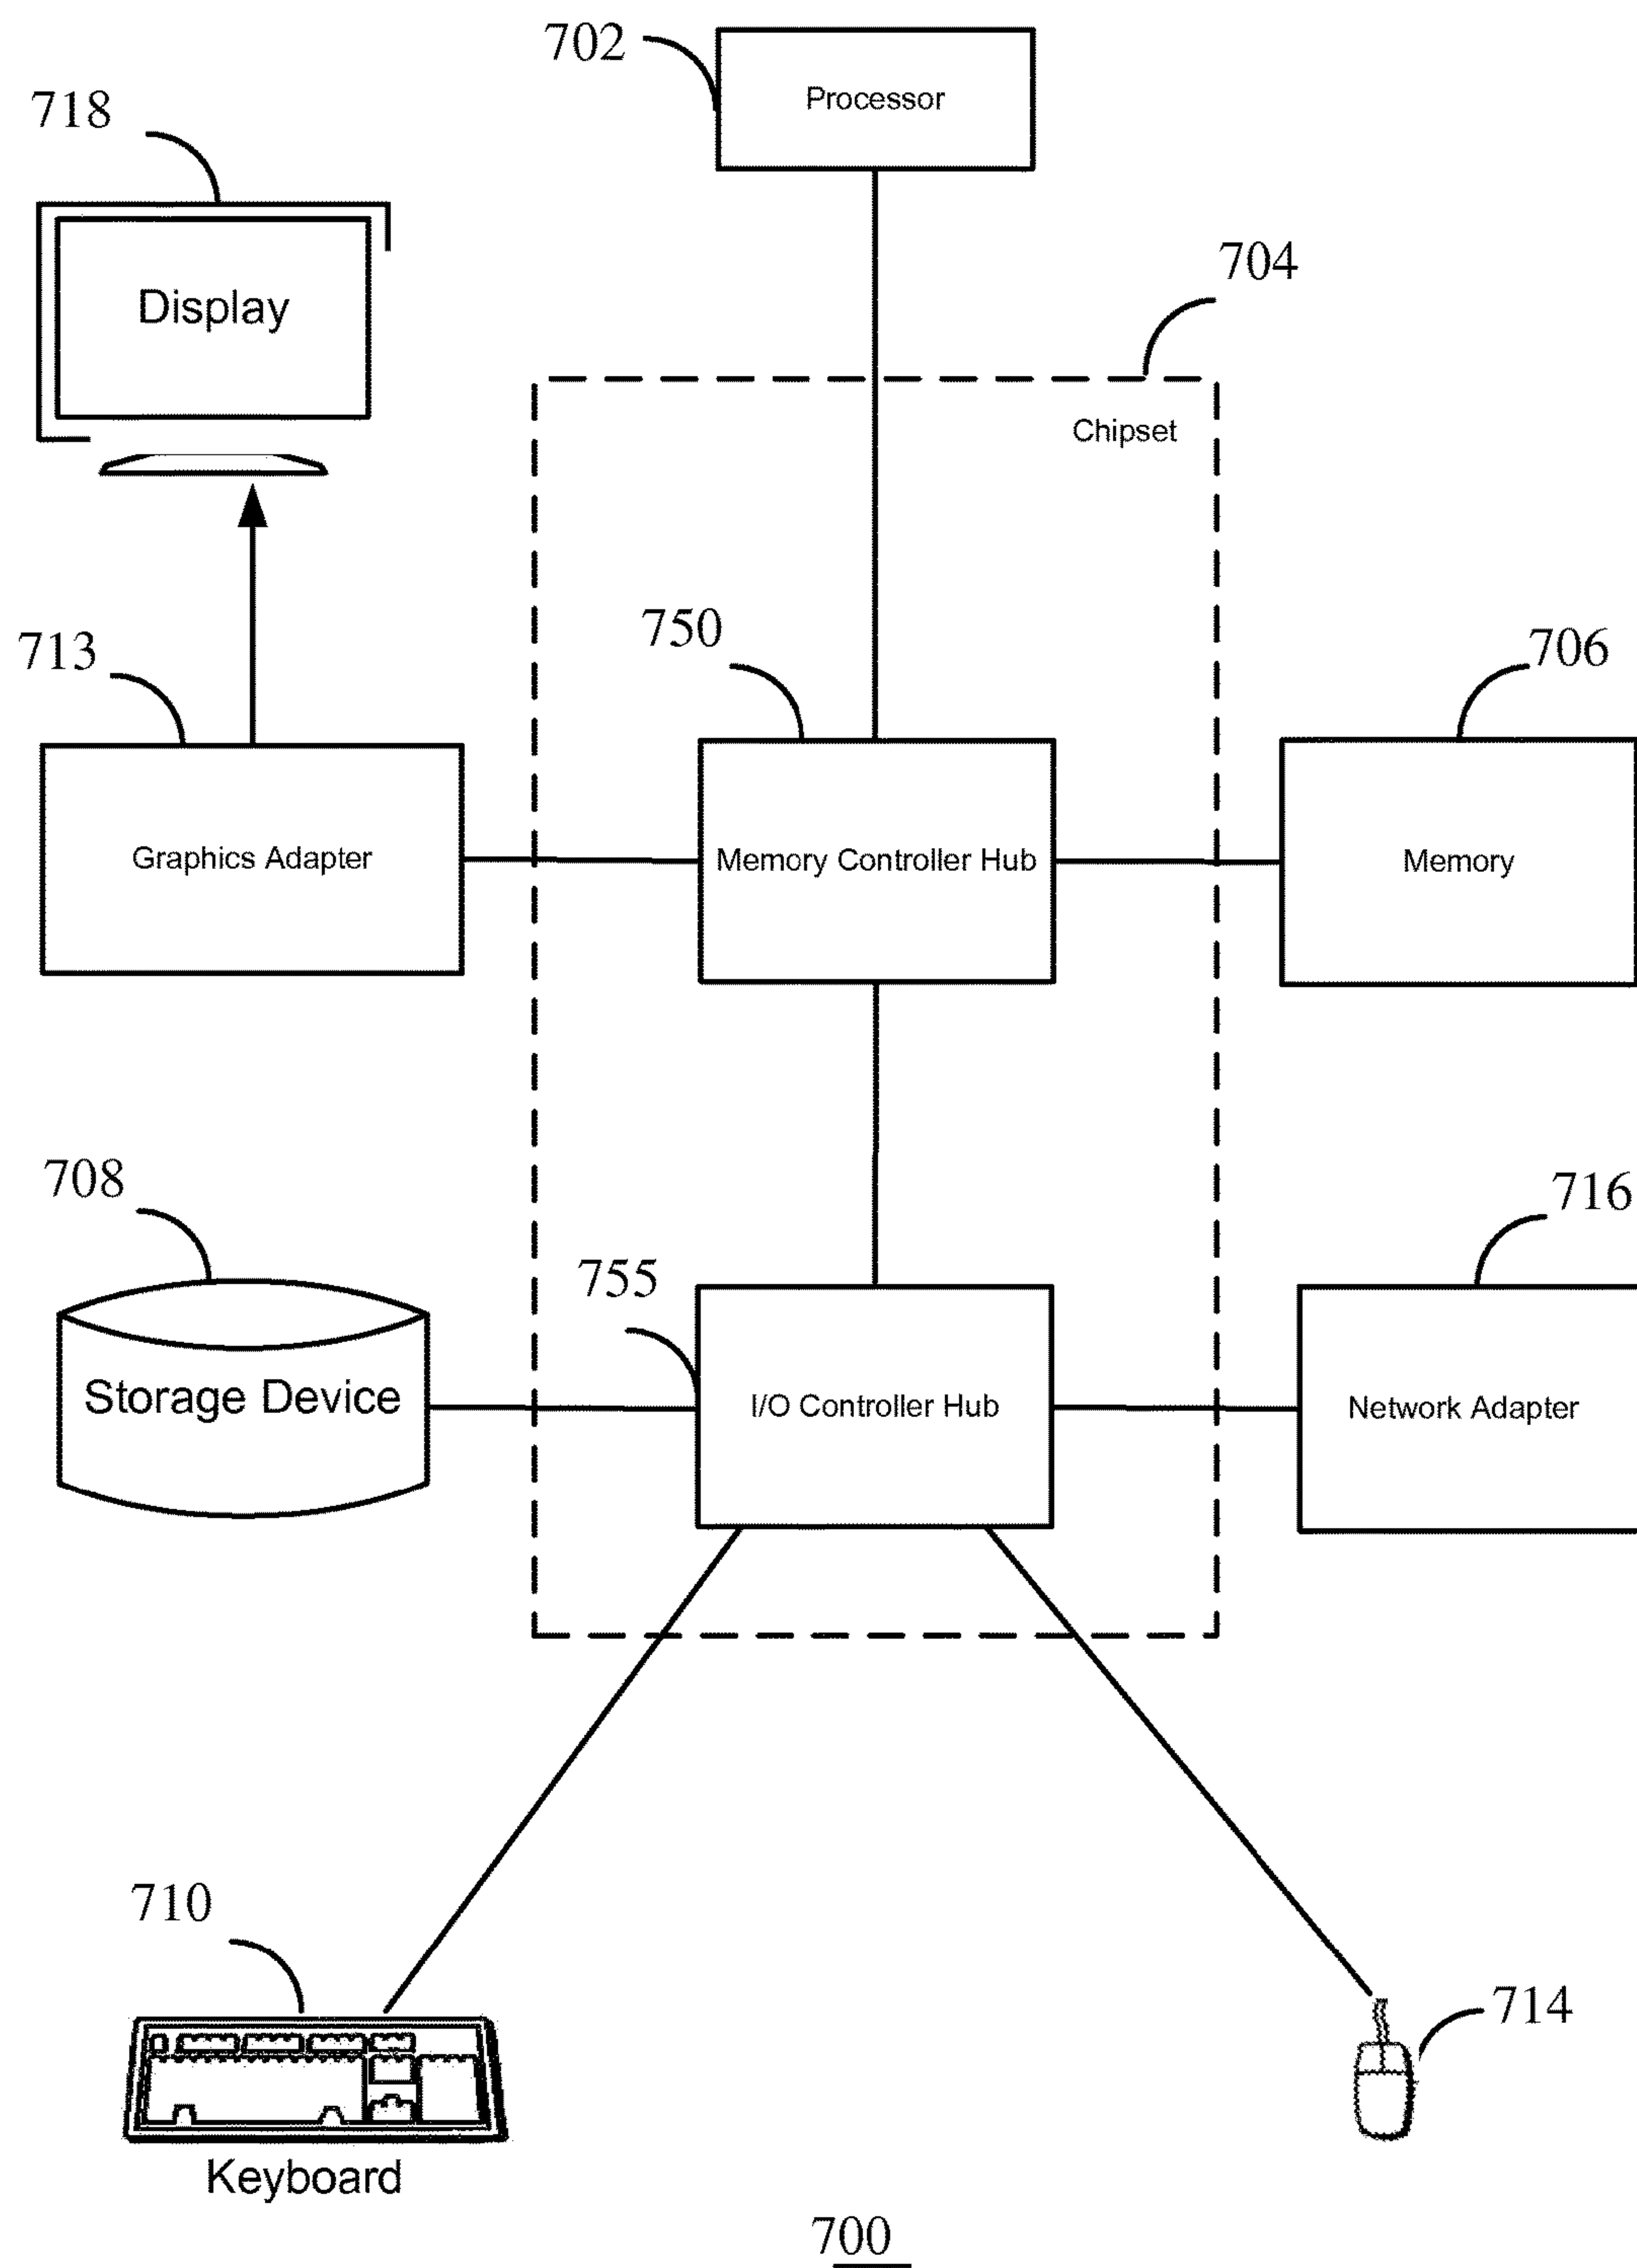 702
Processor
718
Display
704
Chipset
713
750
706
Graphics Adapter
Memory Controller Hub
Memory
708
755
716
Storage Device
I/O Controller Hub
Network Adapter
710
714
Keyboard
700